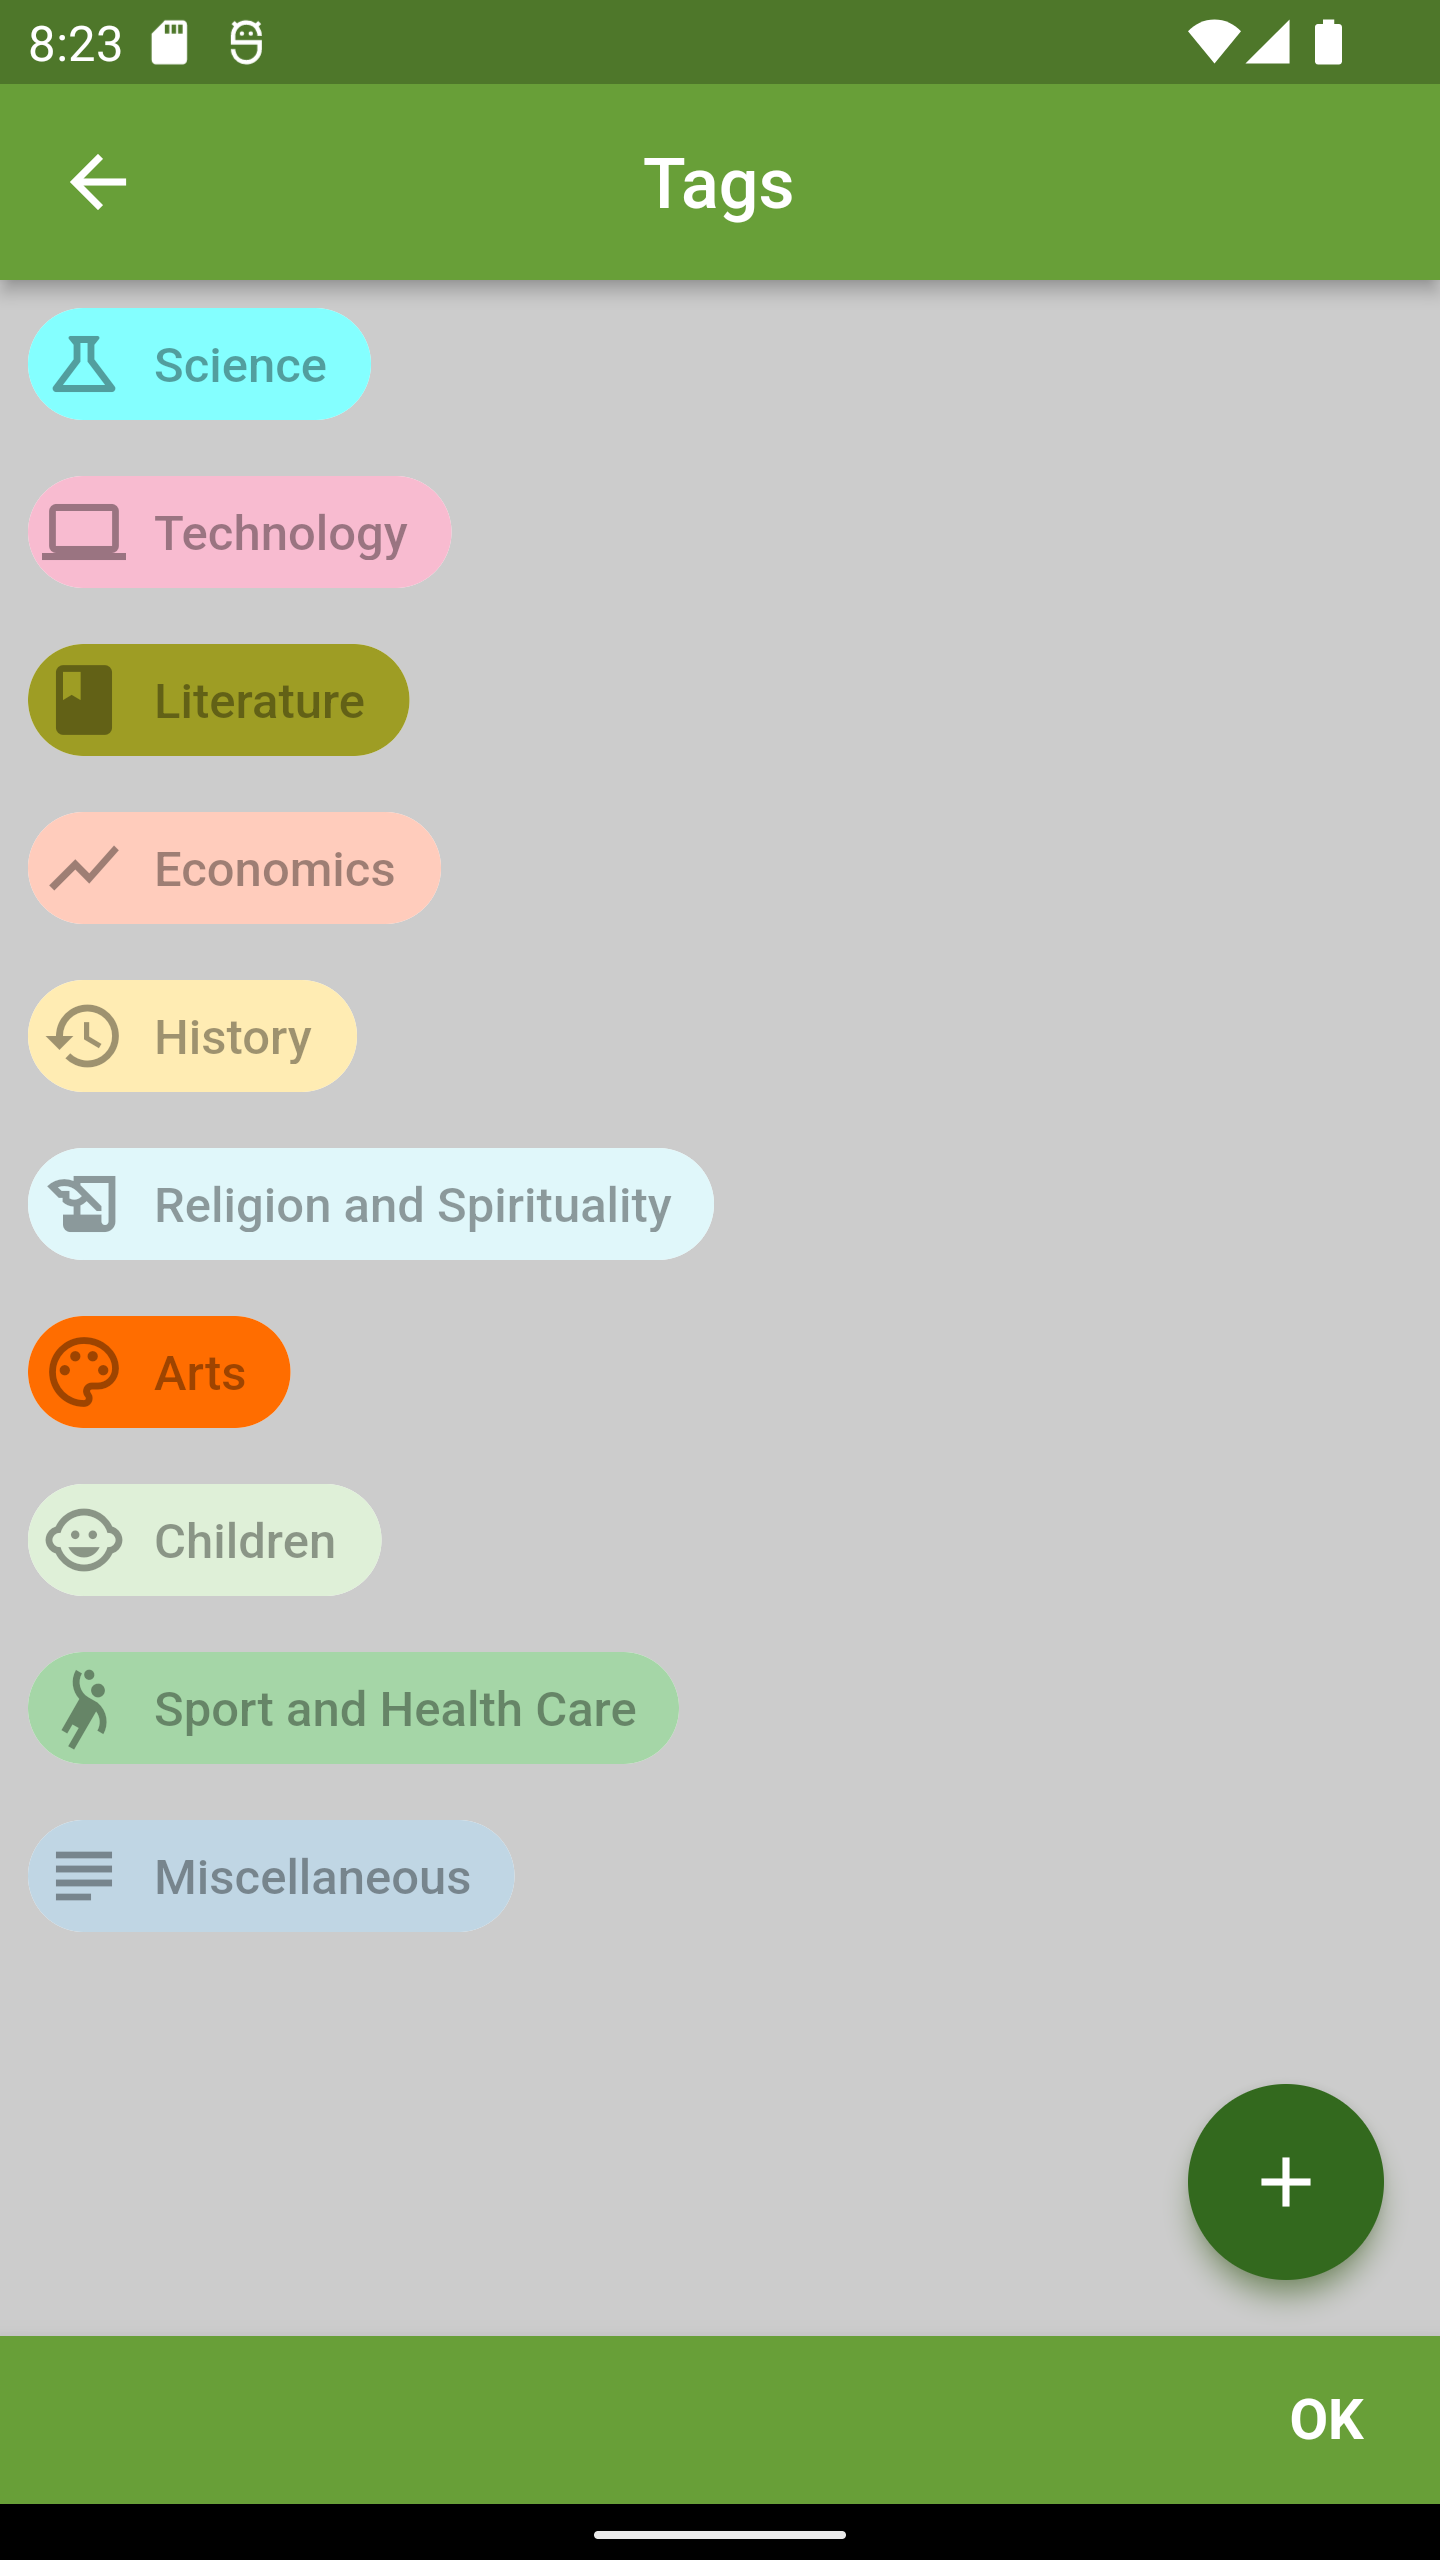 8:23
Tags
Science
Technology
Literature
Economics
History
Religion and Spirituality
Arts
Children
Sport and Health Care
Miscellaneous
OK